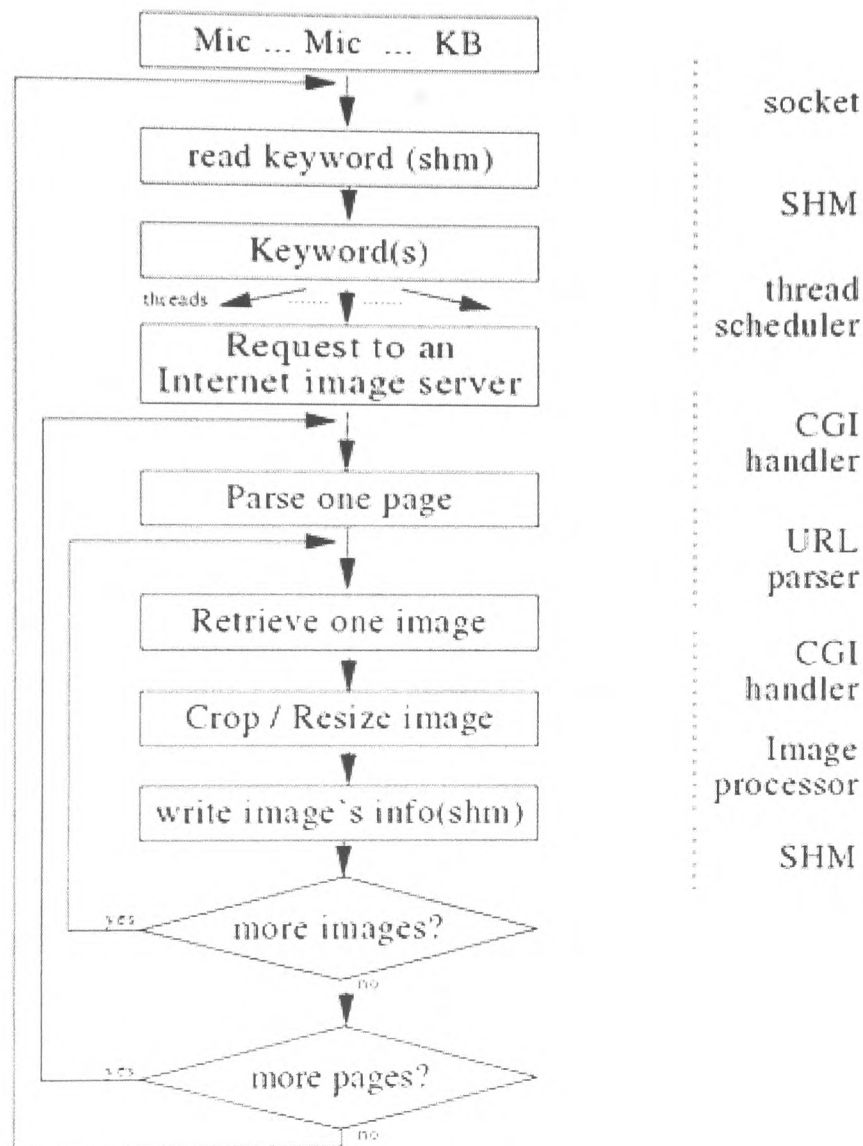 Mic ... Mic ... KB
socket
read keyword (shm)
SHM
Keyword(s)
threads ........ ........
thread
scheduler
Request to an
Internet image server
CGI
handler
Parse one page
URL
parser
Retrieve one image
CGI
handler
Crop / Resize image
Image
processor
write image`s info(shm)
SHM
yes
more images?
no
yes
more pages?
no